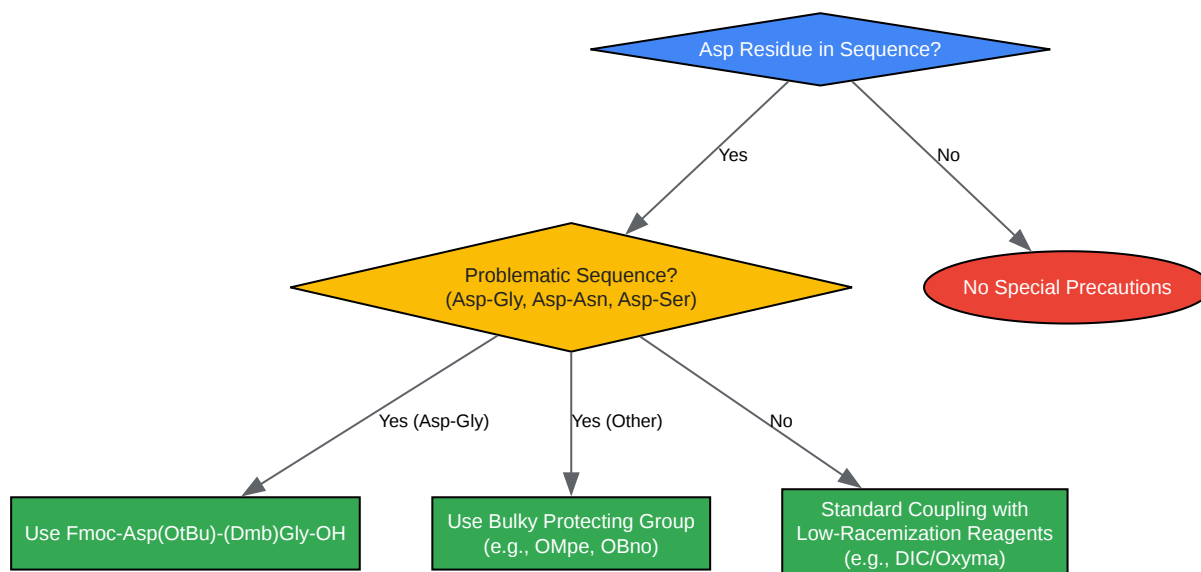 Asp Residue in Sequence?
Yes
No
Problematic Sequence?
(Asp-Gly, Asp-Asn, Asp-Ser)
No Special Precautions
Yes (Asp-Gly)
Yes (Other)
No
Use Fmoc-Asp(OtBu)-(Dmb)Gly-OH
Use Bulky Protecting Group
(e.g., OMpe, OBno)
Standard Coupling with
Low-Racemization Reagents
(e.g., DIC/Oxyma)